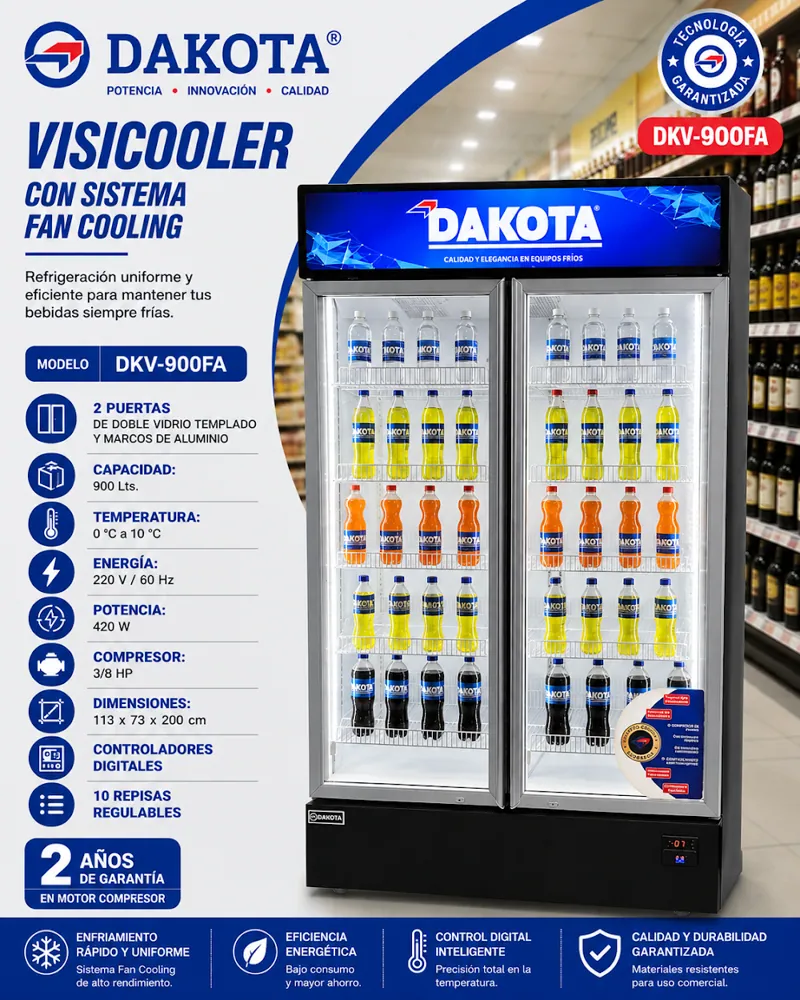 DAKOTA®
POTENCIA • INNOVACIÓN • CALIDAD
TECNOLOGÍA
GARANTIZADA
DKV-900FA
VISICOOLER
CON SISTEMA
FAN COOLING
Refrigeración uniforme y
eficiente para mantener tus
bebidas siempre frías.
MODELO DKV-900FA
2 PUERTAS
DE DOBLE VIDRIO TEMPLADO
Y MARCOS DE ALUMINIO
CAPACIDAD:
900 Lts.
TEMPERATURA:
0 °C a 10 °C
ENERGÍA:
220 V / 60 Hz
POTENCIA:
420 W
COMPRESOR:
3/8 HP
DIMENSIONES:
113 x 73 x 200 cm
CONTROLADORES
DIGITALES
10 REPISAS
REGULABLES
2 AÑOS
DE GARANTÍA
EN MOTOR COMPRESOR
DAKOTA®
CALIDAD Y ELEGANCIA EN EQUIPOS FRÍOS
DAKOTA
-07
ENFRIAMIENTO
RÁPIDO Y UNIFORME
Sistema Fan Cooling
de alto rendimiento.
EFICIENCIA
ENERGÉTICA
Bajo consumo
y mayor ahorro.
CONTROL DIGITAL
INTELIGENTE
Precisión total en la
temperatura.
CALIDAD Y DURABILIDAD
GARANTIZADA
Materiales resistentes
para uso comercial.